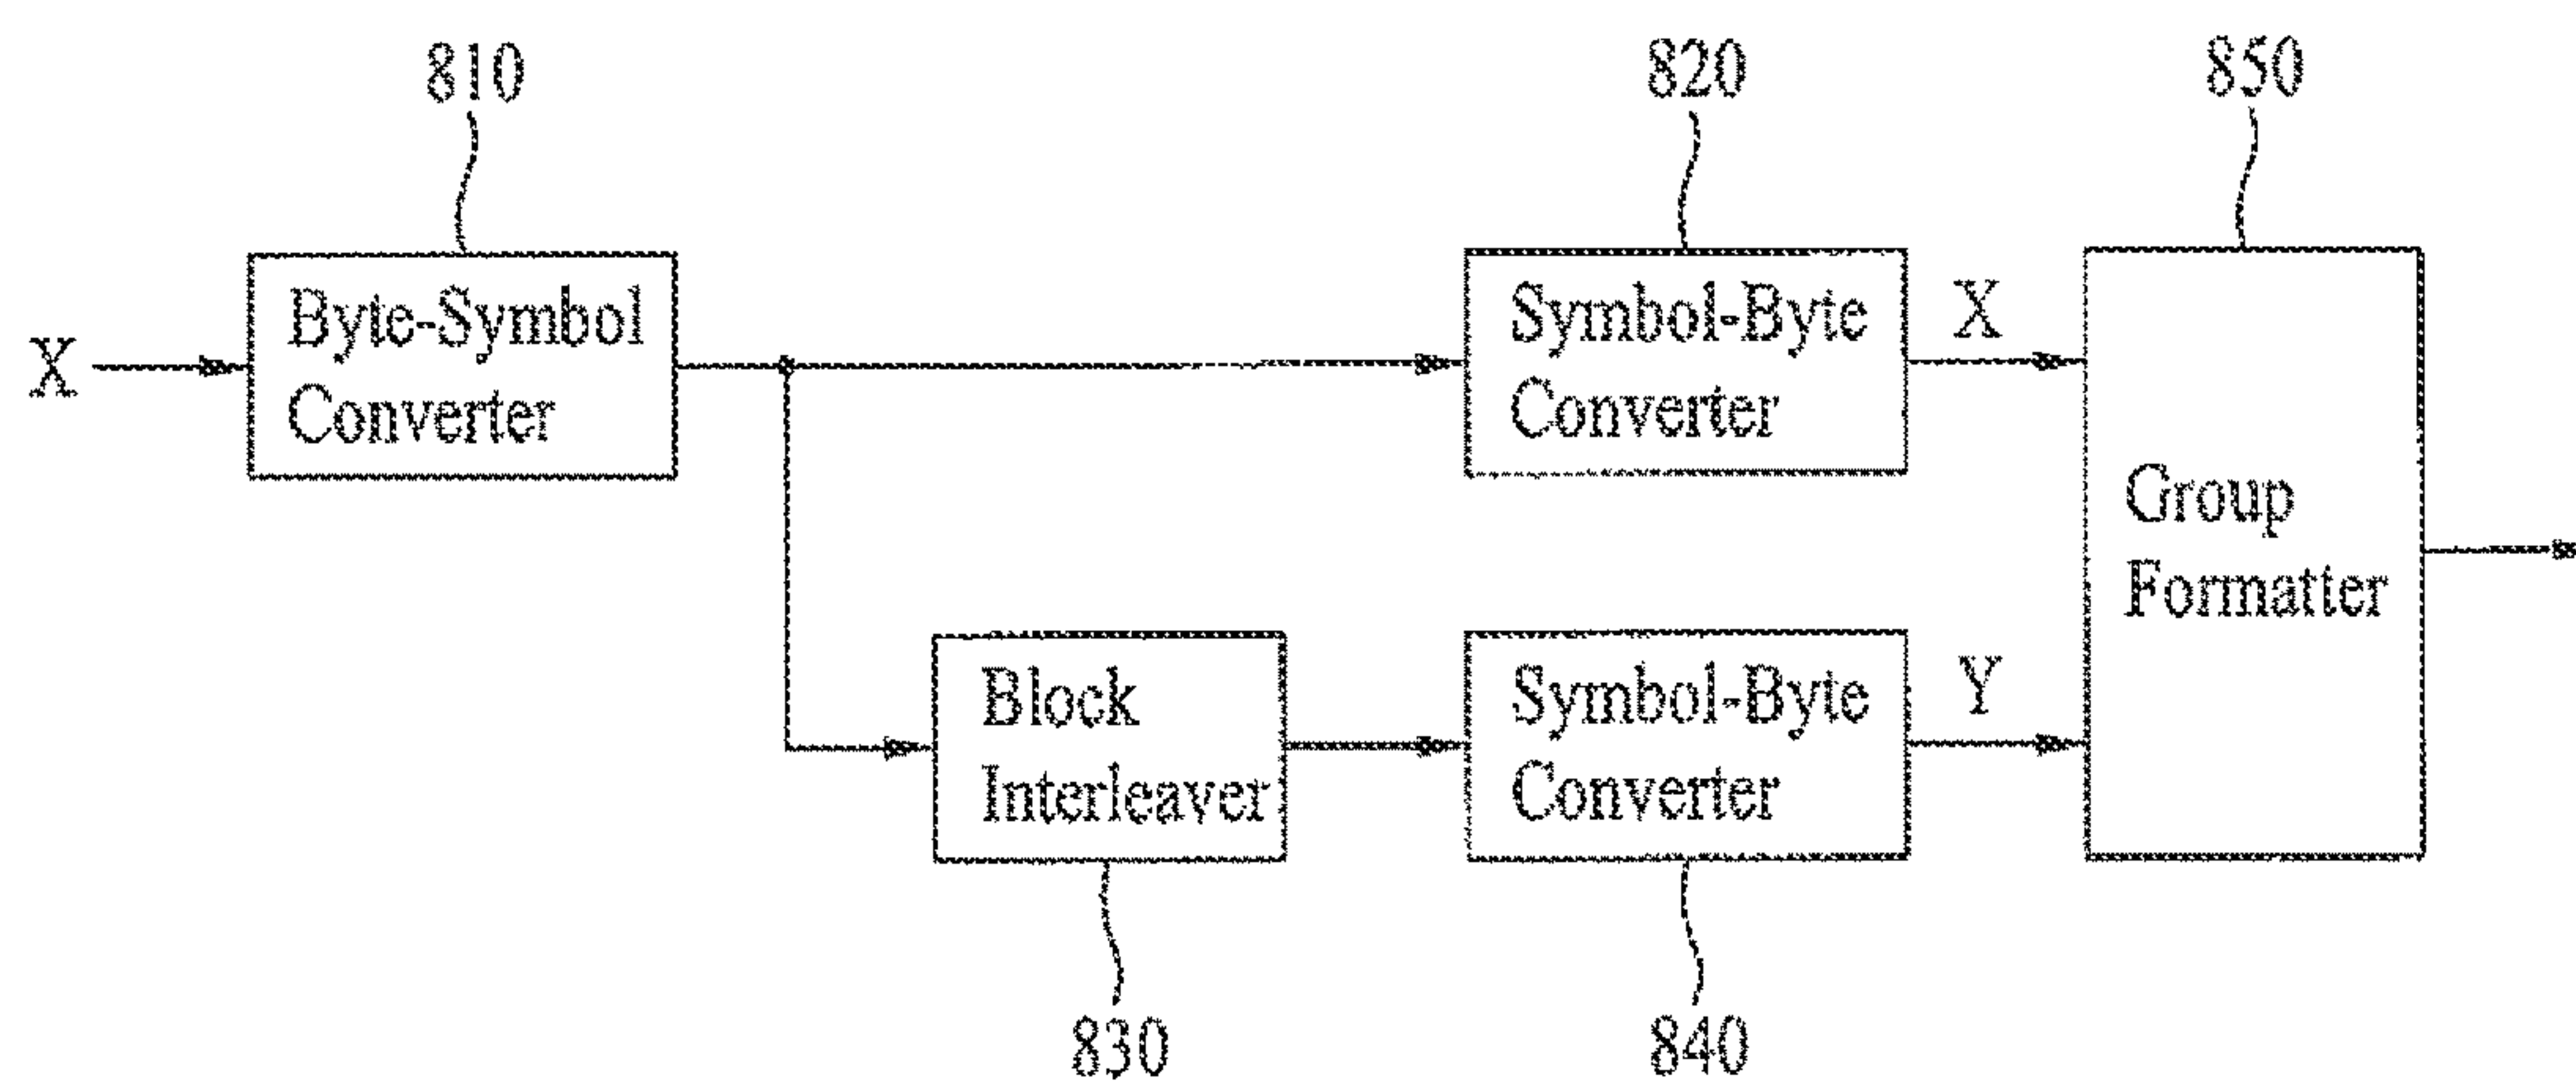 810
820
850
X
Byte-Symbol
Converter
Symbol-Byte
Converter
X
Group
Formatter
Block
Interleaver
Symbol-Byte
Converter
Y
830
840